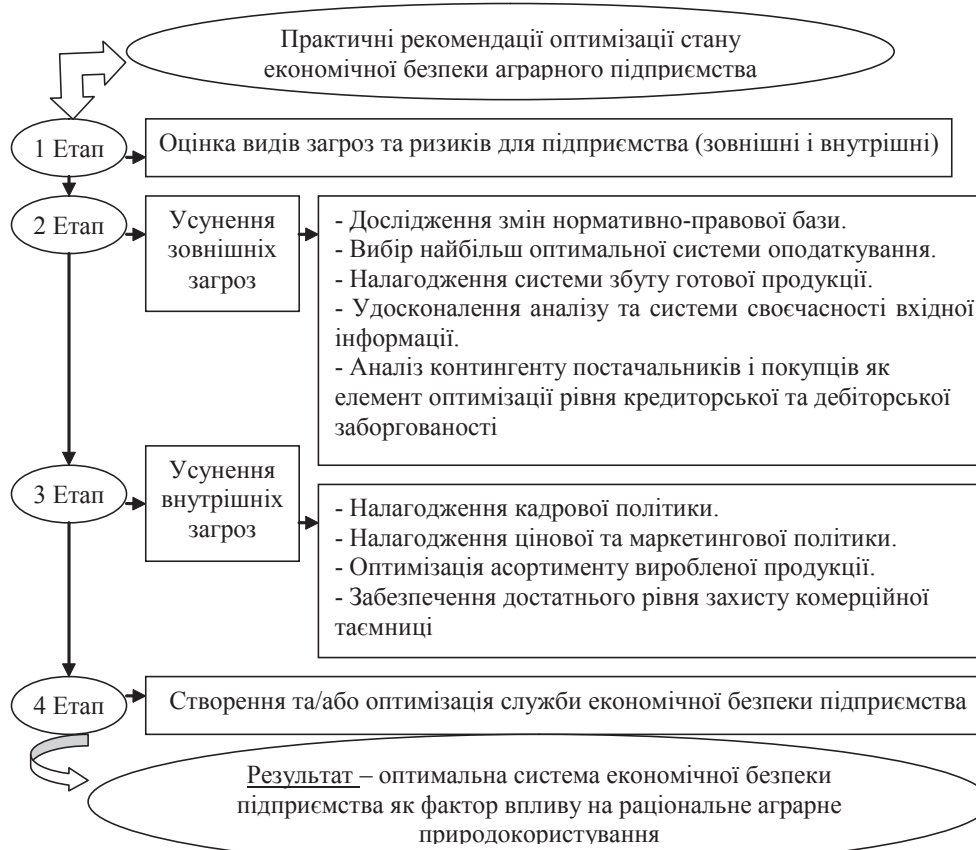 Практичні рекомендації оптимізації стану
економічної безпеки аграрного підприємства
1 Етап
Оцінка видів загроз та ризиків для підприємства (зовнішні і внутрішні)
2 Етап
Усунення
зовнішніх
загроз
- Дослідження змін нормативно-правової бази.
- Вибір найбільш оптимальної системи оподаткування.
- Налагодження системи збуту готової продукції.
- Удосконалення аналізу та системи своєчасності вхідної
інформації.
- Аналіз контингенту постачальників і покупців як
елемент оптимізації рівня кредиторської та дебіторської
заборгованості
3 Етап
Усунення
внутрішніх
загроз
- Налагодження кадрової політики.
- Налагодження цінової та маркетингової політики.
- Оптимізація асортименту виробленої продукції.
- Забезпечення достатнього рівня захисту комерційної
таємниці
4 Етап
Створення та/або оптимізація служби економічної безпеки підприємства
Результат – оптимальна система економічної безпеки
підприємства як фактор впливу на раціональне аграрне
природокористування